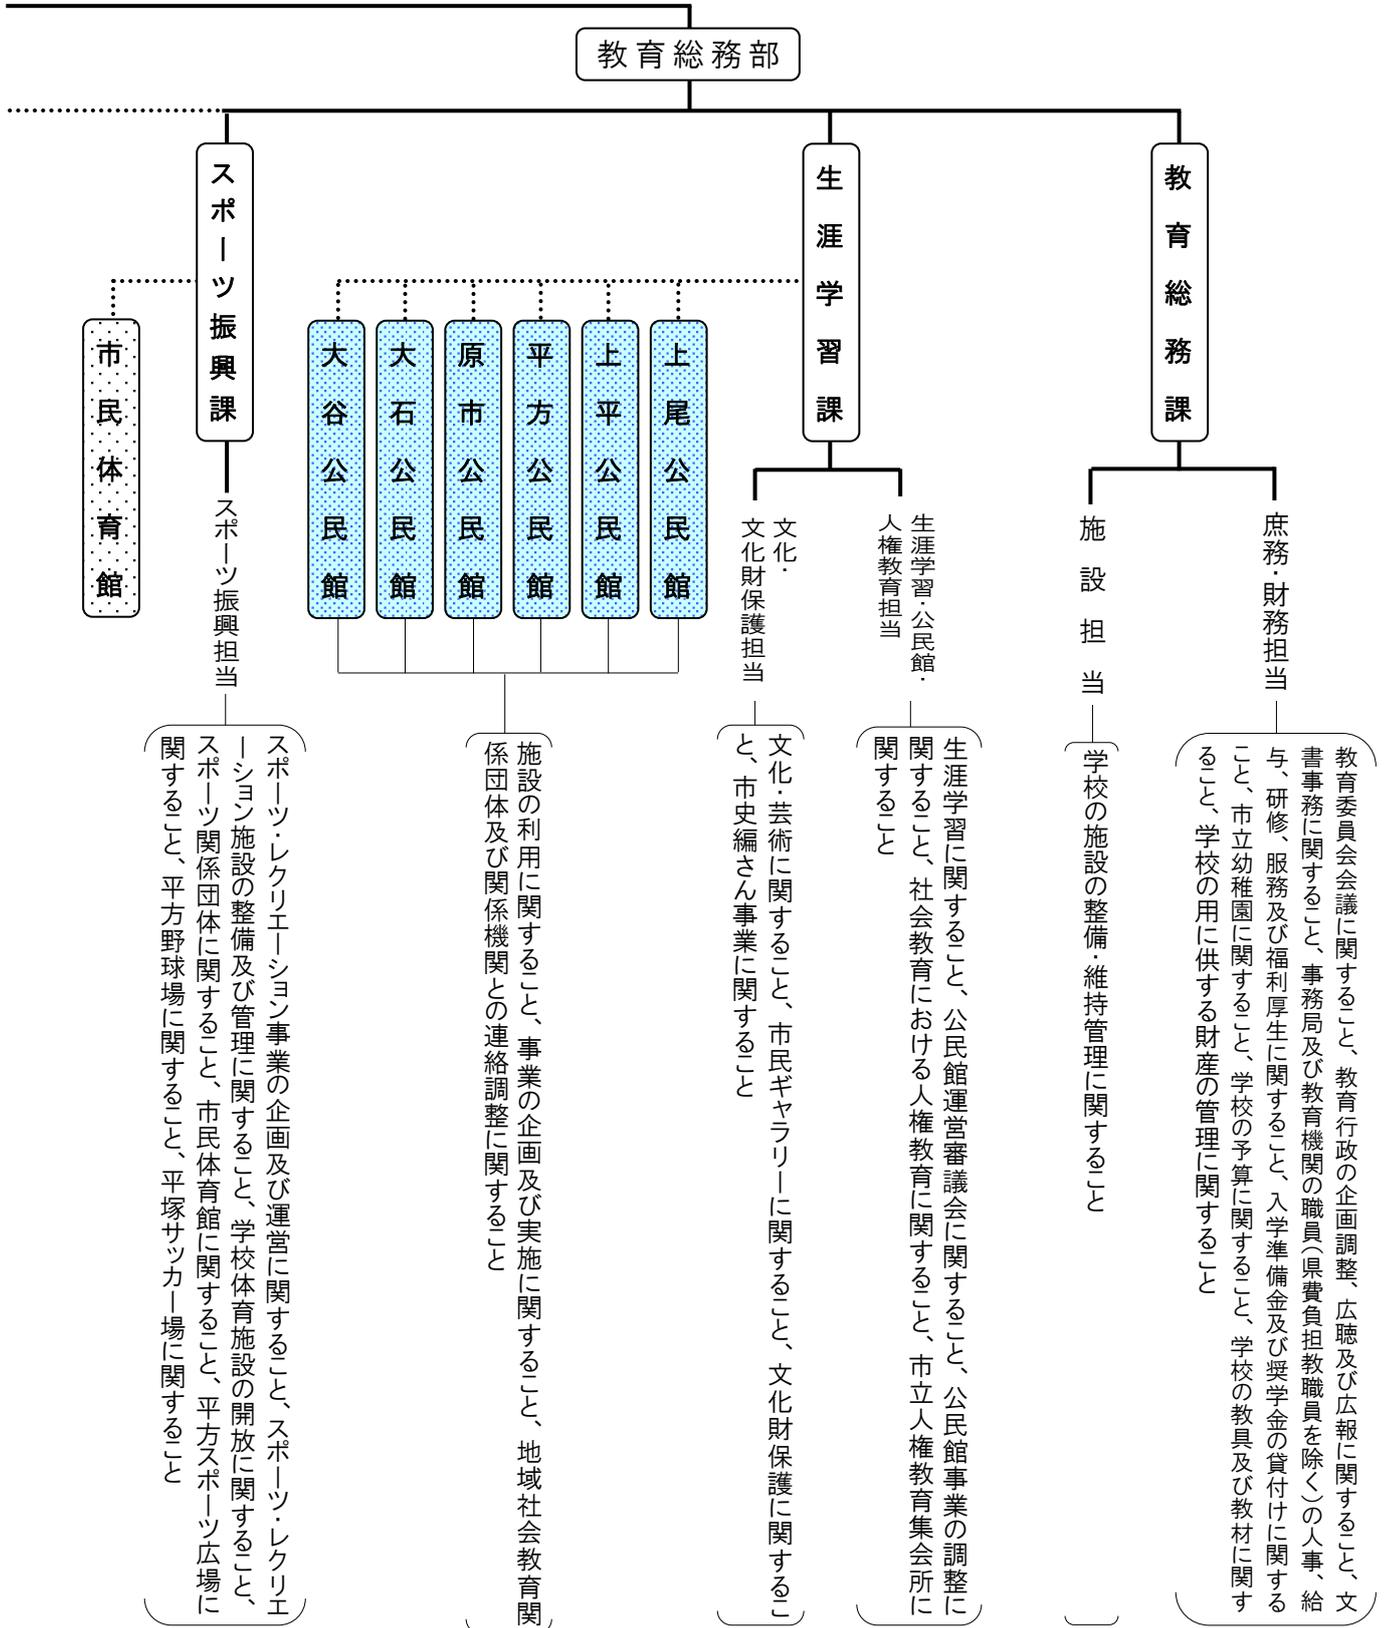 教育総務部
教育総務課
庶務・財務担当
教育委員会会議に関すること、教育行政の企画調整、広聴及び広報に関すること、文
書事務に関すること、事務局及び教育機関の職員（県費負担教職員を除く）の人事、給
与、研修、服務及び福利厚生に関すること、入学準備金及び奨学金の貸付けに関する
こと、市立幼稚園に関すること、学校の予算に関すること、学校の教具及び教材に関す
ること、学校の用に供する財産の管理に関すること
施設担当
学校の施設の整備・維持管理に関すること
生涯学習課
生涯学習・公民館・
人権教育担当
生涯学習に関すること、公民館運営審議会に関すること、公民館事業の調整に
関すること、社会教育における人権教育に関すること、市立人権教育集会所に
関すること
文化・
文化財保護担当
文化・芸術に関すること、市民ギャラリーに関すること、文化財保護に関するこ
と、市史編さん事業に関すること
上尾公民館
上平公民館
平方公民館
原市公民館
大石公民館
大谷公民館
施設の利用に関すること、事業の企画及び実施に関すること、地域社会教育関
係団体及び関係機関との連絡調整に関すること
スポーツ振興課
スポーツ振興担当
スポーツ・レクリエーション事業の企画及び運営に関すること、スポーツ・レクリエ
ーション施設の整備及び管理に関すること、学校体育施設の開放に関すること、
スポーツ関係団体に関すること、市民体育館に関すること、平方スポーツ広場に
関すること、平方野球場に関すること、平塚サッカー場に関すること
市民体育館